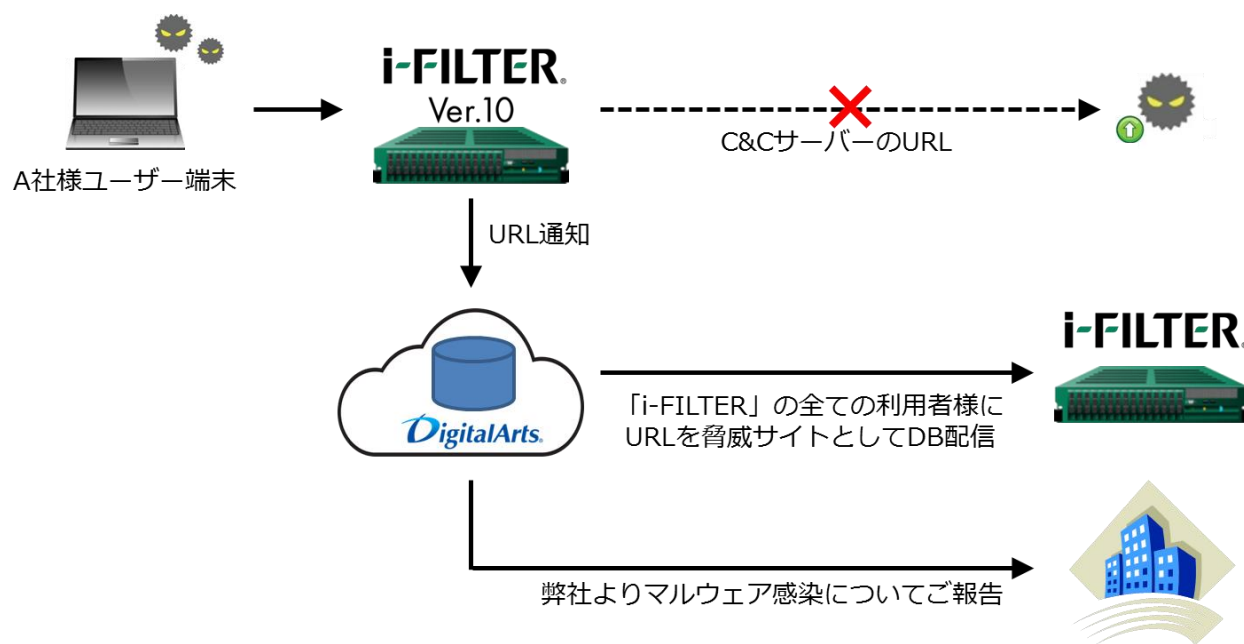 i-FILTER®
Ver.10
C&CサーバーのURL
A社様ユーザー端末
URL通知
DigitalArts®
i-FILTER®
「i-FILTER」の全ての利用者様に
URLを脅威サイトとしてDB配信
弊社よりマルウェア感染についてご報告